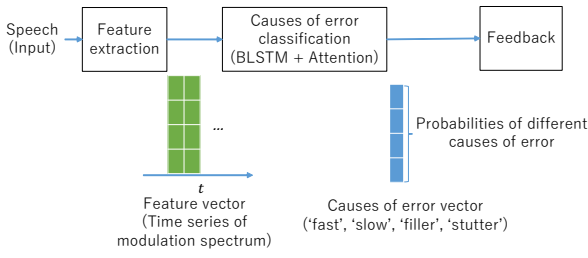 Speech
(Input)
Feature
extraction
Causes of error
classification
(BLSTM + Attention)
Feedback
...
Probabilities of different
causes of error
t
Feature vector
(Time series of
modulation spectrum)
Causes of error vector
(‘fast’, ‘slow’, ‘filler’, ‘stutter’)